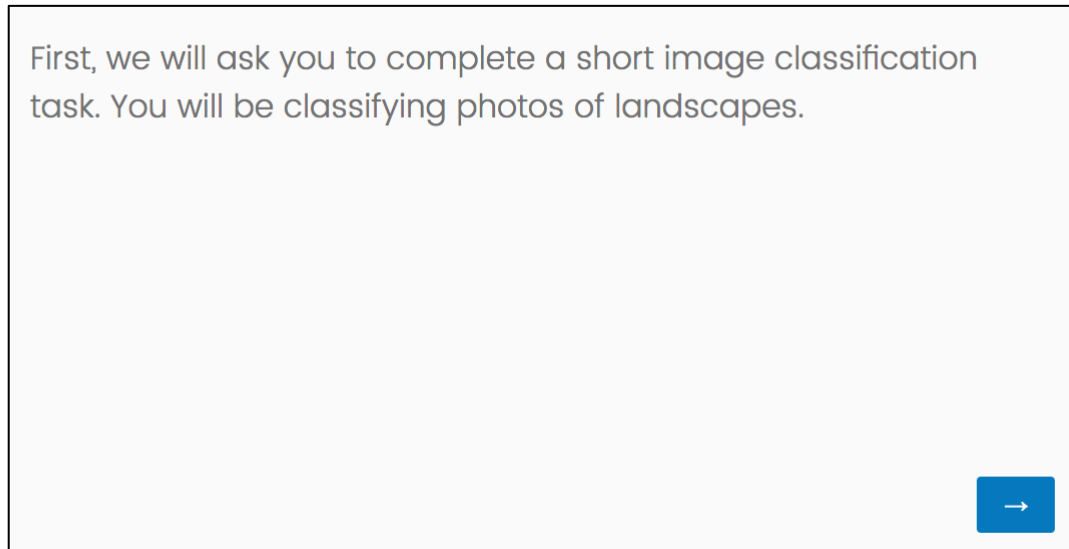 First, we will ask you to complete a short image classification
task. You will be classifying photos of landscapes.
→